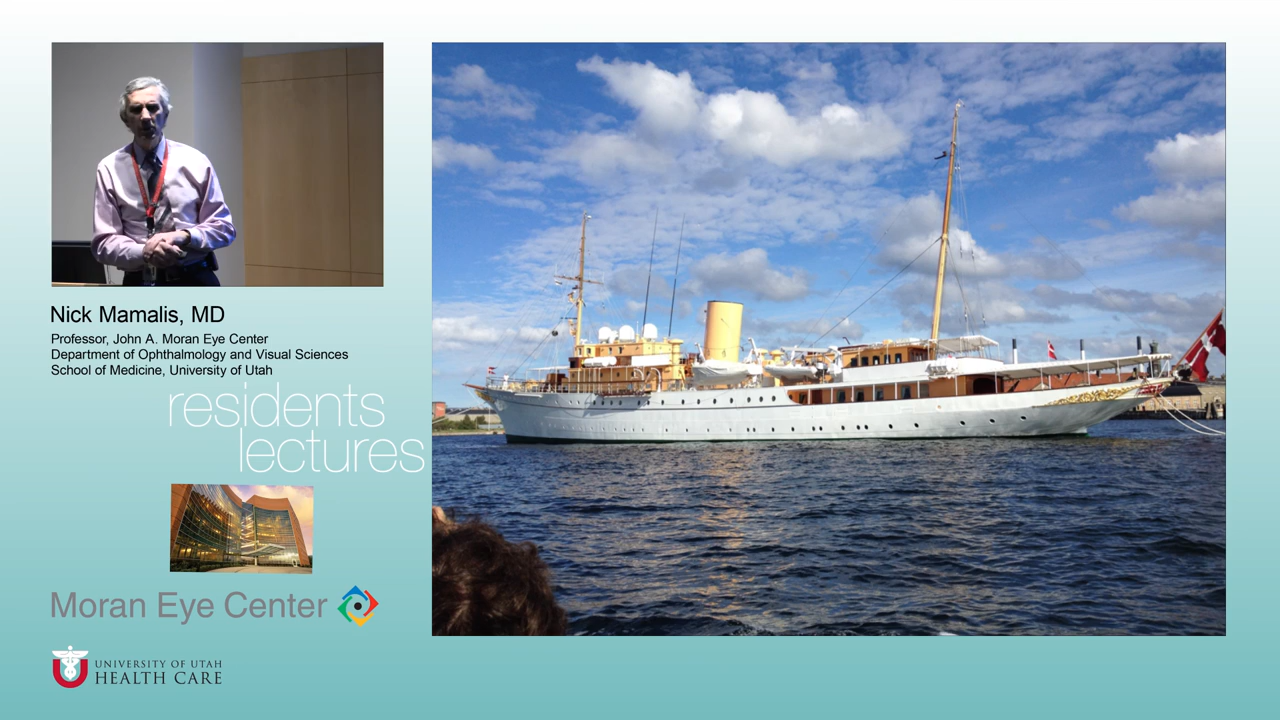 Nick Mamalis, MD
Professor, John A. Moran Eye Center
Department of Ophthalmology and Visual Sciences
School of Medicine, University of Utah
residents
lectures
Moran Eye Center
UNIVERSITY OF UTAH
HEALTH CARE